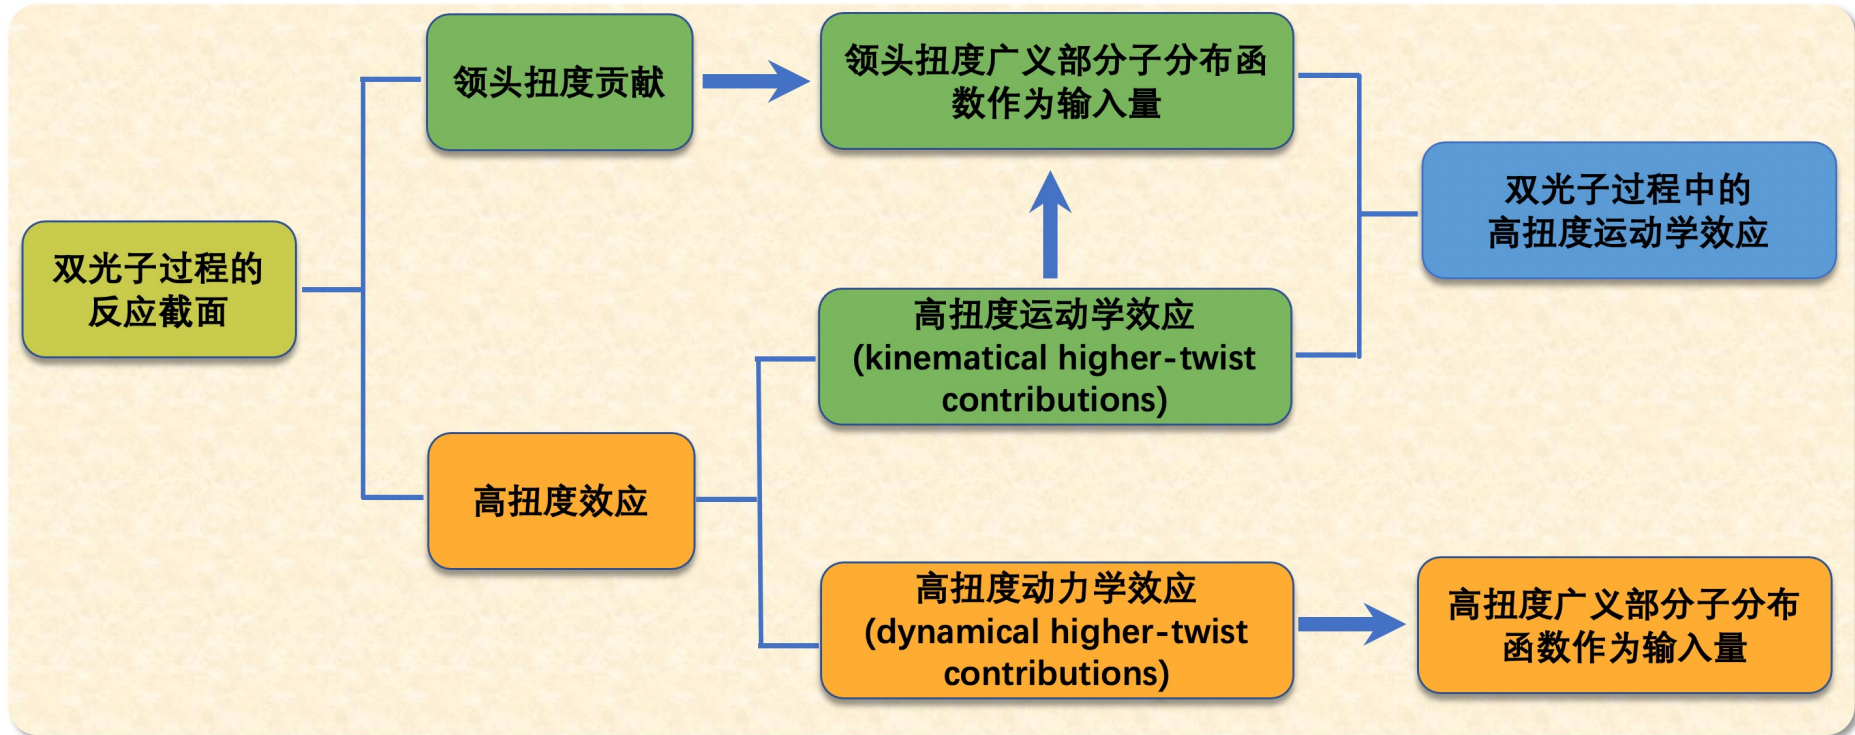 领头扭度贡献
领头扭度广义部分子分布函
数作为输入量
双光子过程中的
高扭度运动学效应
双光子过程的
反应截面
高扭度运动学效应
(kinematical higher-twist
contributions)
高扭度效应
高扭度动力学效应
(dynamical higher-twist
contributions)
高扭度广义部分子分布
函数作为输入量